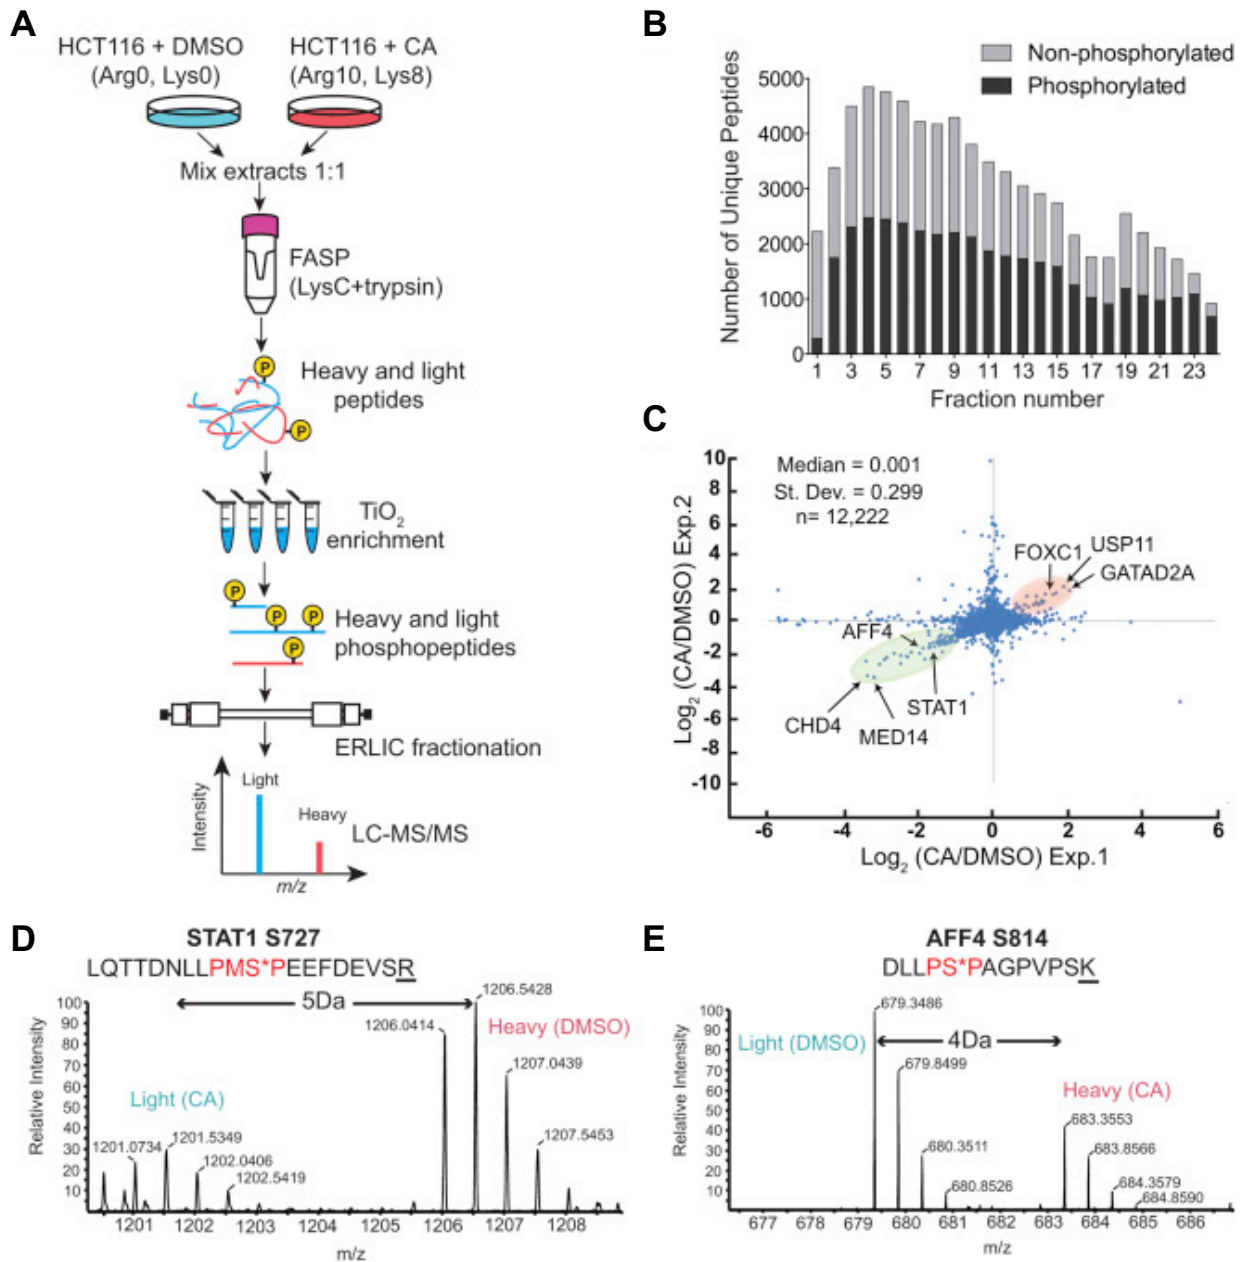 A
HCT116 + DMSO
(Arg0, Lys0)
HCT116 + CA
(Arg10, Lys8)
Mix extracts 1:1
FASP
(LysC+trypsin)
P
P
Heavy and light
peptides
TiO2
enrichment
P
P
P
P
Heavy and light
phosphopeptides
ERLIC fractionation
Intensity
Light
Heavy
LC-MS/MS
m/z
B
Non-phosphorylated
Phosphorylated
Number of Unique Peptides
5000
4000
3000
2000
1000
0
1 3 5 7 9 11 13 15 17 19 21 23
Fraction number
C
Median = 0.001
St. Dev. = 0.299
n= 12,222
Log2 (CA/DMSO) Exp.2
10
8
6
4
2
0
-2
-4
-6
-8
-10
FOXC1
USP11
GATAD2A
AFF4
STAT1
CHD4
MED14
-6 -4 -2 0 2 4 6
Log2 (CA/DMSO) Exp.1
D
STAT1 S727
LQTTDNLLPMS*PEEFDEVSR
5Da
Relative Intensity
100
90
80
70
60
50
40
30
20
10
Light (CA)
Heavy (DMSO)
1201.0734
1201.5349
1202.0406
1202.5419
1206.0414
1206.5428
1207.0439
1207.5453
1201 1202 1203 1204 1205 1206 1207 1208
m/z
E
AFF4 S814
DLLPS*PAGPVPSK
4Da
Relative Intensity
100
90
80
70
60
50
40
30
20
10
Light (DMSO)
Heavy (CA)
679.3486
679.8499
680.3511
680.8526
683.3553
683.8566
684.3579
684.8590
677 678 679 680 681 682 683 684 685 686
m/z